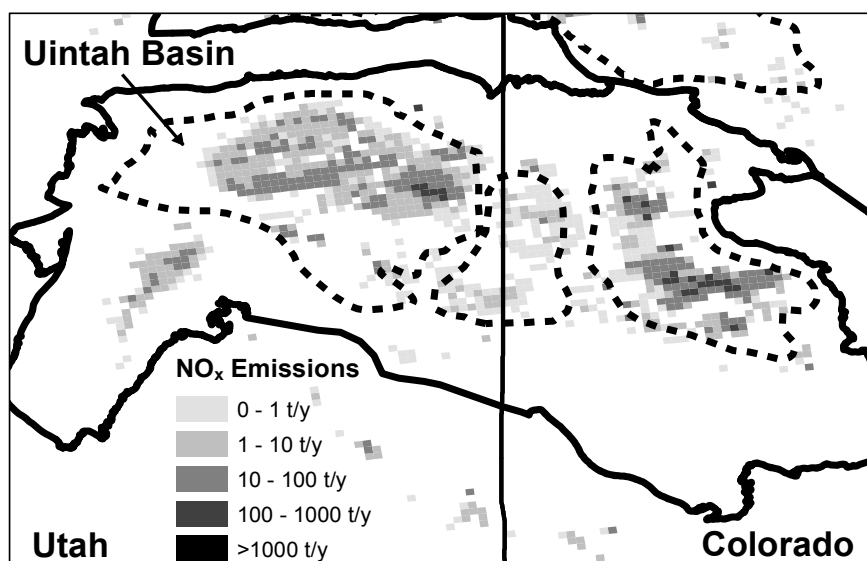 Uintah Basin
NOₓ Emissions
0 - 1 t/y
1 - 10 t/y
10 - 100 t/y
100 - 1000 t/y
>1000 t/y
Utah
Colorado